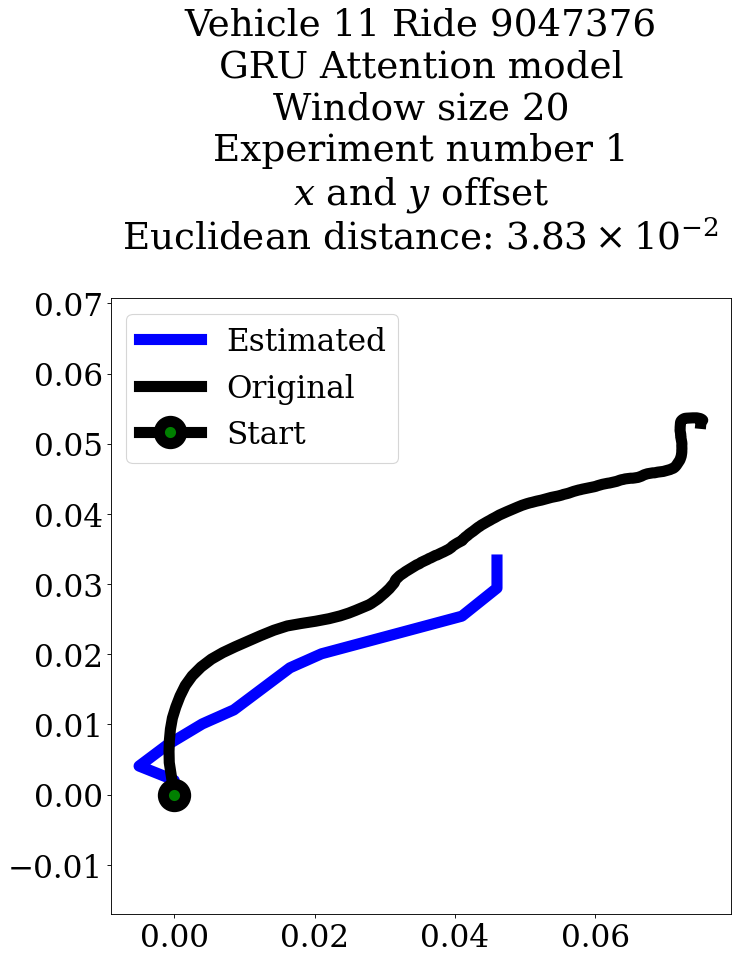 Vehicle 11 Ride 9047376
GRU Attention model
Window size 20
Experiment number 1
x and y offset
Euclidean distance: 3.83 × 10⁻²
0.07
0.06
0.05
0.04
0.03
0.02
0.01
0.00
−0.01
Estimated
Original
Start
0.00 0.02 0.04 0.06